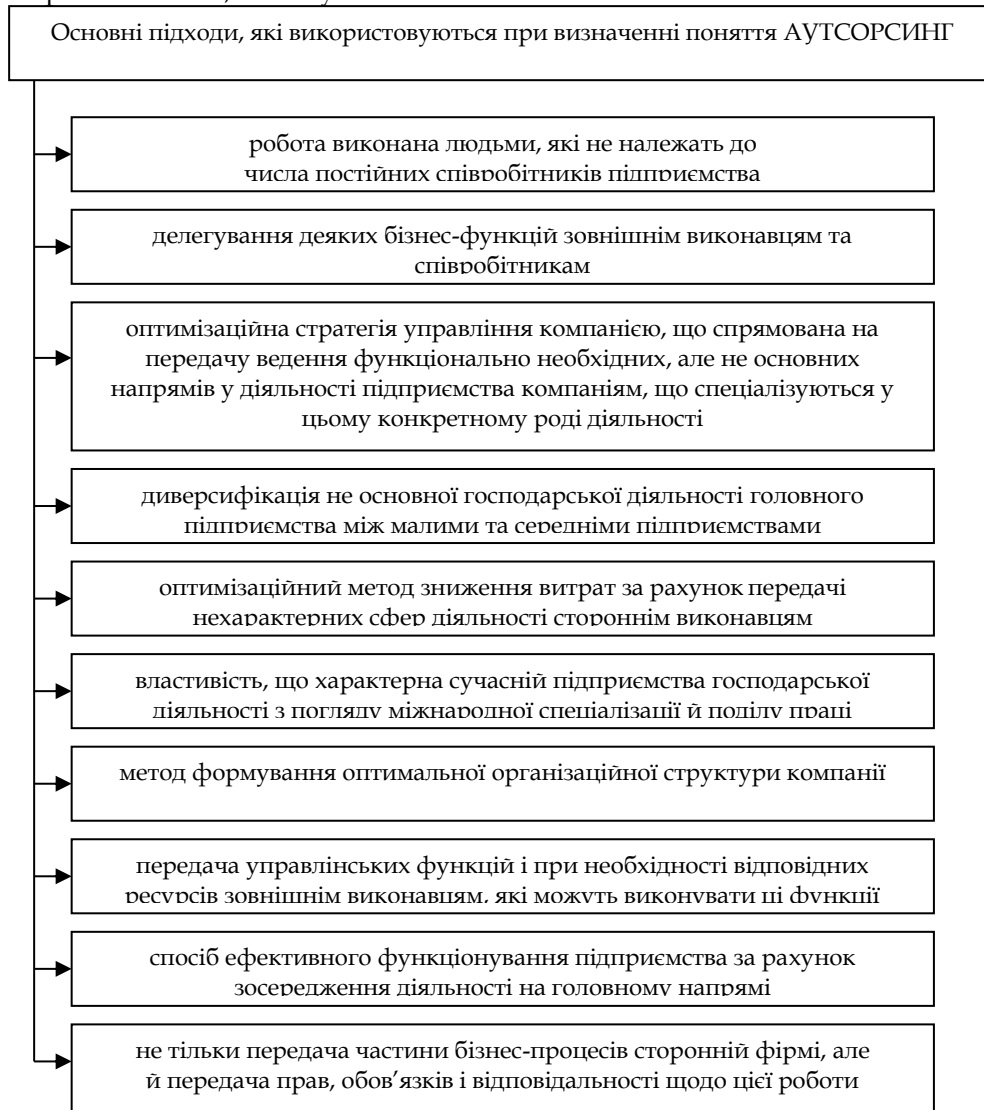 Основні підходи, які використовуються при визначенні поняття АУТСОРСИНГ
робота виконана людьми, які не належать до
числа постійних співробітників підприємства
делегування деяких бізнес-функцій зовнішнім виконавцям та
співробітникам
оптимізаційна стратегія управління компанією, що спрямована на
передачу ведення функціонально необхідних, але не основних
напрямів у діяльності підприємства компаніям, що спеціалізуються у
цьому конкретному роді діяльності
диверсифікація не основної господарської діяльності головного
підприємства між малими та середніми підприємствами
оптимізаційний метод зниження витрат за рахунок передачі
нехарактерних сфер діяльності стороннім виконавцям
властивість, що характерна сучасній підприємства господарської
діяльності з погляду міжнародної спеціалізації й поділу праці
метод формування оптимальної організаційної структури компанії
передача управлінських функцій і при необхідності відповідних
ресурсів зовнішнім виконавцям, які можуть виконувати ці функції
спосіб ефективного функціонування підприємства за рахунок
зосередження діяльності на головному напрямі
не тільки передача частини бізнес-процесів сторонній фірмі, але
й передача прав, обов’язків і відповідальності щодо цієї роботи